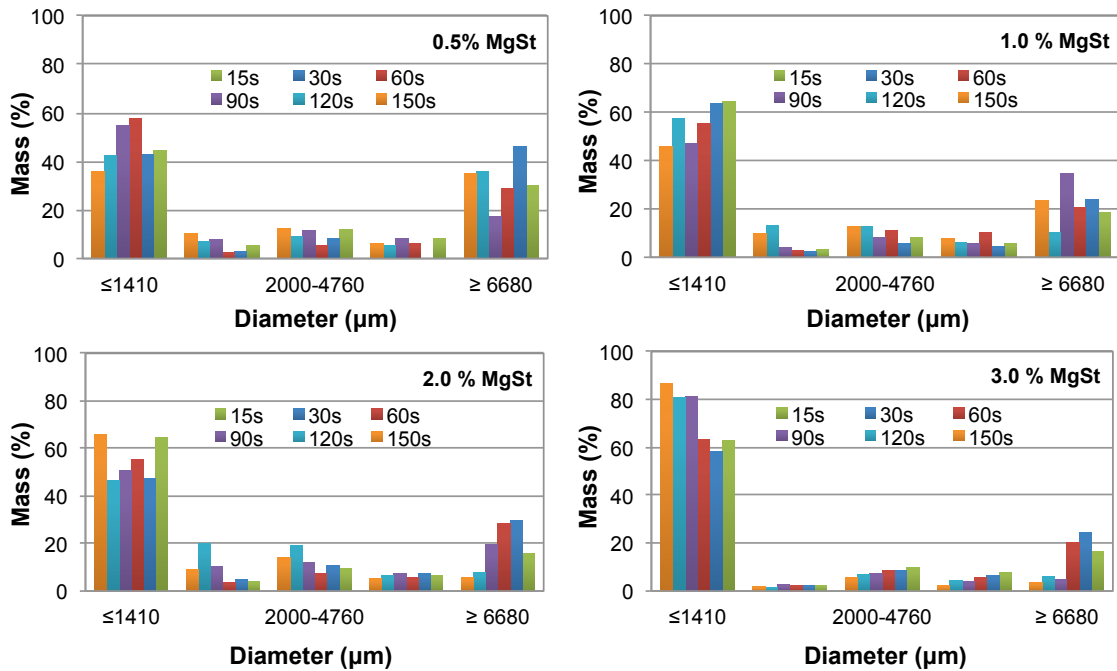 100
80
60
40
20
0
Mass (%)
0.5% MgSt
15s 30s 60s
90s 120s 150s
≤1410 2000-4760 ≥ 6680
Diameter (µm)
100
80
60
40
20
0
Mass (%)
1.0 % MgSt
15s 30s 60s
90s 120s 150s
≤1410 2000-4760 ≥ 6680
Diameter (µm)
100
80
60
40
20
0
Mass (%)
2.0 % MgSt
15s 30s 60s
90s 120s 150s
≤1410 2000-4760 ≥ 6680
Diameter (µm)
100
80
60
40
20
0
Mass (%)
3.0 % MgSt
15s 30s 60s
90s 120s 150s
≤1410 2000-4760 ≥ 6680
Diameter (µm)